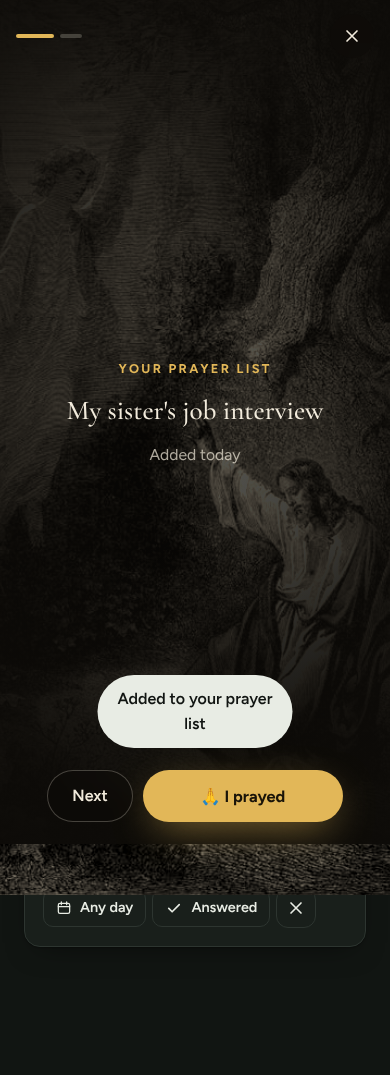 YOUR PRAYER LIST
My sister's job interview
Added today
Added to your prayer
list
Next
🙏 I prayed
Any day
Answered